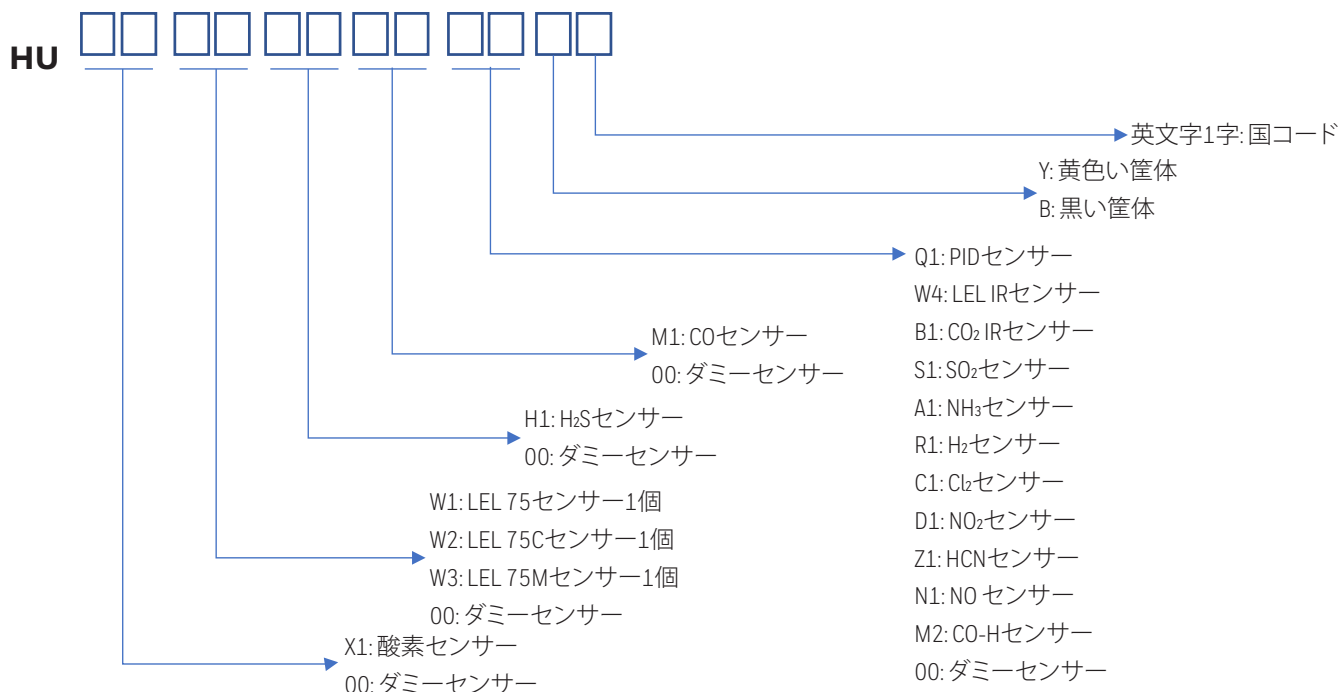 HU
英文字1字: 国コード
Y: 黄色い筐体
B: 黒い筐体
Q1: PIDセンサー
W4: LEL IRセンサー
B1: CO₂ IRセンサー
S1: SO₂センサー
A1: NH₃センサー
R1: H₂センサー
C1: Cl₂センサー
D1: NO₂センサー
Z1: HCNセンサー
N1: NO センサー
M2: CO-Hセンサー
00: ダミーセンサー
M1: COセンサー
00: ダミーセンサー
H1: H₂Sセンサー
00: ダミーセンサー
W1: LEL 75センサー1個
W2: LEL 75Cセンサー1個
W3: LEL 75Mセンサー1個
00: ダミーセンサー
X1: 酸素センサー
00: ダミーセンサー